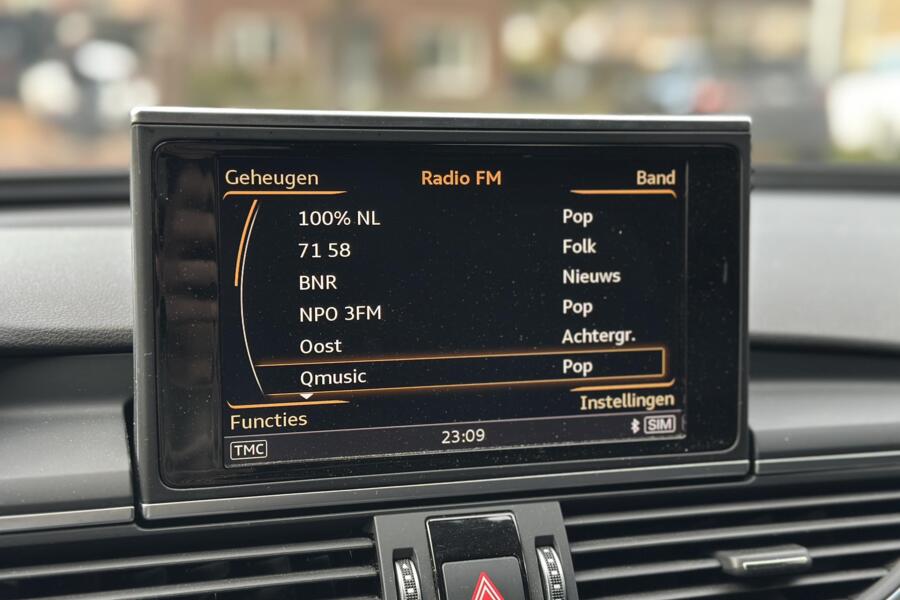 Geheugen Radio FM Band
100% NL Pop
71 58 Folk
BNR Nieuws
NPO 3FM Pop
Oost Achtergr.
Qmusic Pop
Functies Instellingen
TMC 23:09 SIM